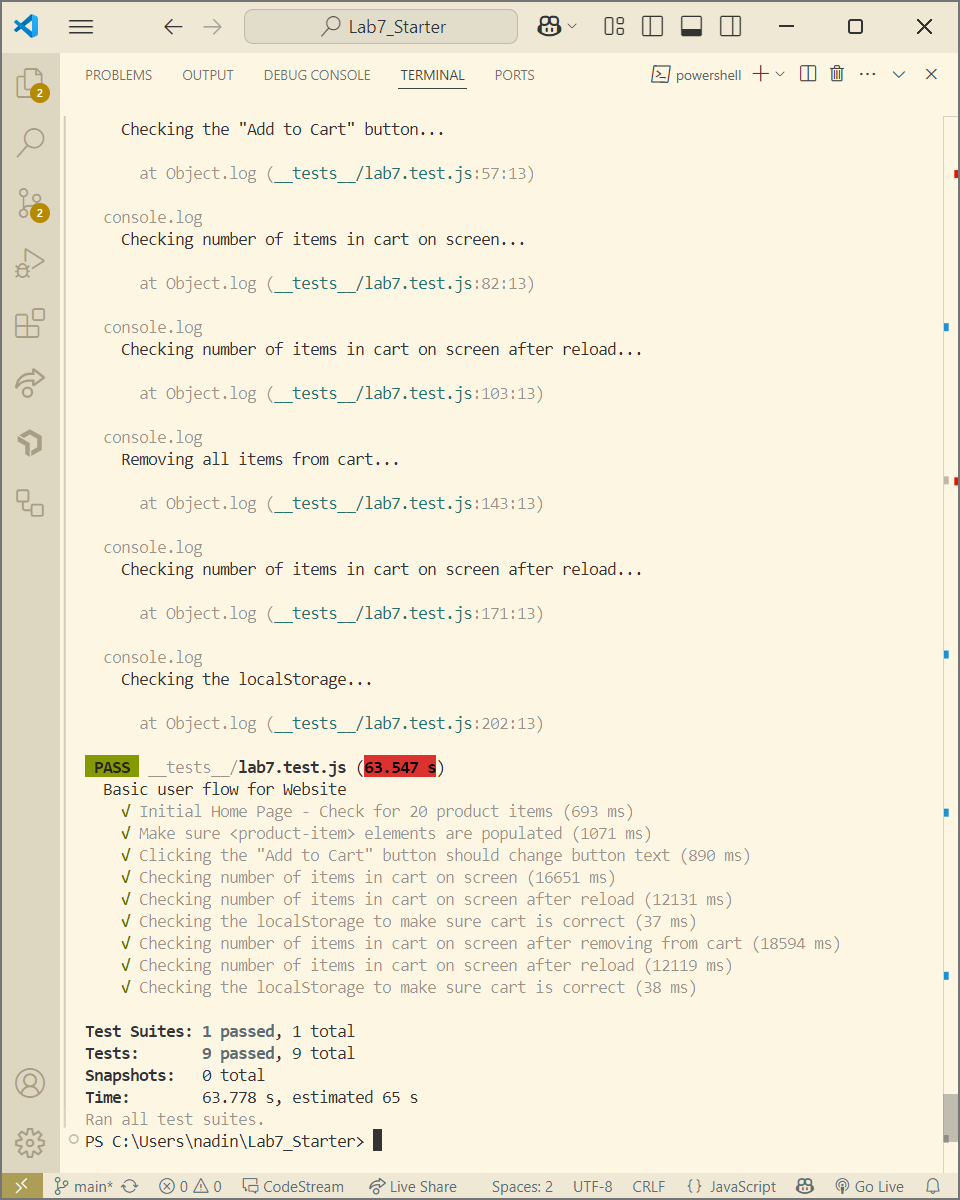 Lab7_Starter
PROBLEMS OUTPUT DEBUG CONSOLE TERMINAL PORTS powershell
2
2
Checking the "Add to Cart" button...
at Object.log (__tests__/lab7.test.js:57:13)
console.log
Checking number of items in cart on screen...
at Object.log (__tests__/lab7.test.js:82:13)
console.log
Checking number of items in cart on screen after reload...
at Object.log (__tests__/lab7.test.js:103:13)
console.log
Removing all items from cart...
at Object.log (__tests__/lab7.test.js:143:13)
console.log
Checking number of items in cart on screen after reload...
at Object.log (__tests__/lab7.test.js:171:13)
console.log
Checking the localStorage...
at Object.log (__tests__/lab7.test.js:202:13)
PASS __tests__/lab7.test.js (63.547 s)
Basic user flow for Website
√ Initial Home Page - Check for 20 product items (693 ms)
√ Make sure <product-item> elements are populated (1071 ms)
√ Clicking the "Add to Cart" button should change button text (890 ms)
√ Checking number of items in cart on screen (16651 ms)
√ Checking number of items in cart on screen after reload (12131 ms)
√ Checking the localStorage to make sure cart is correct (37 ms)
√ Checking number of items in cart on screen after removing from cart (18594 ms)
√ Checking number of items in cart on screen after reload (12119 ms)
√ Checking the localStorage to make sure cart is correct (38 ms)
Test Suites: 1 passed, 1 total
Tests: 9 passed, 9 total
Snapshots: 0 total
Time: 63.778 s, estimated 65 s
Ran all test suites.
PS C:\Users\nadin\Lab7_Starter>
main* 0 0 CodeStream Live Share Spaces: 2 UTF-8 CRLF {} JavaScript Go Live